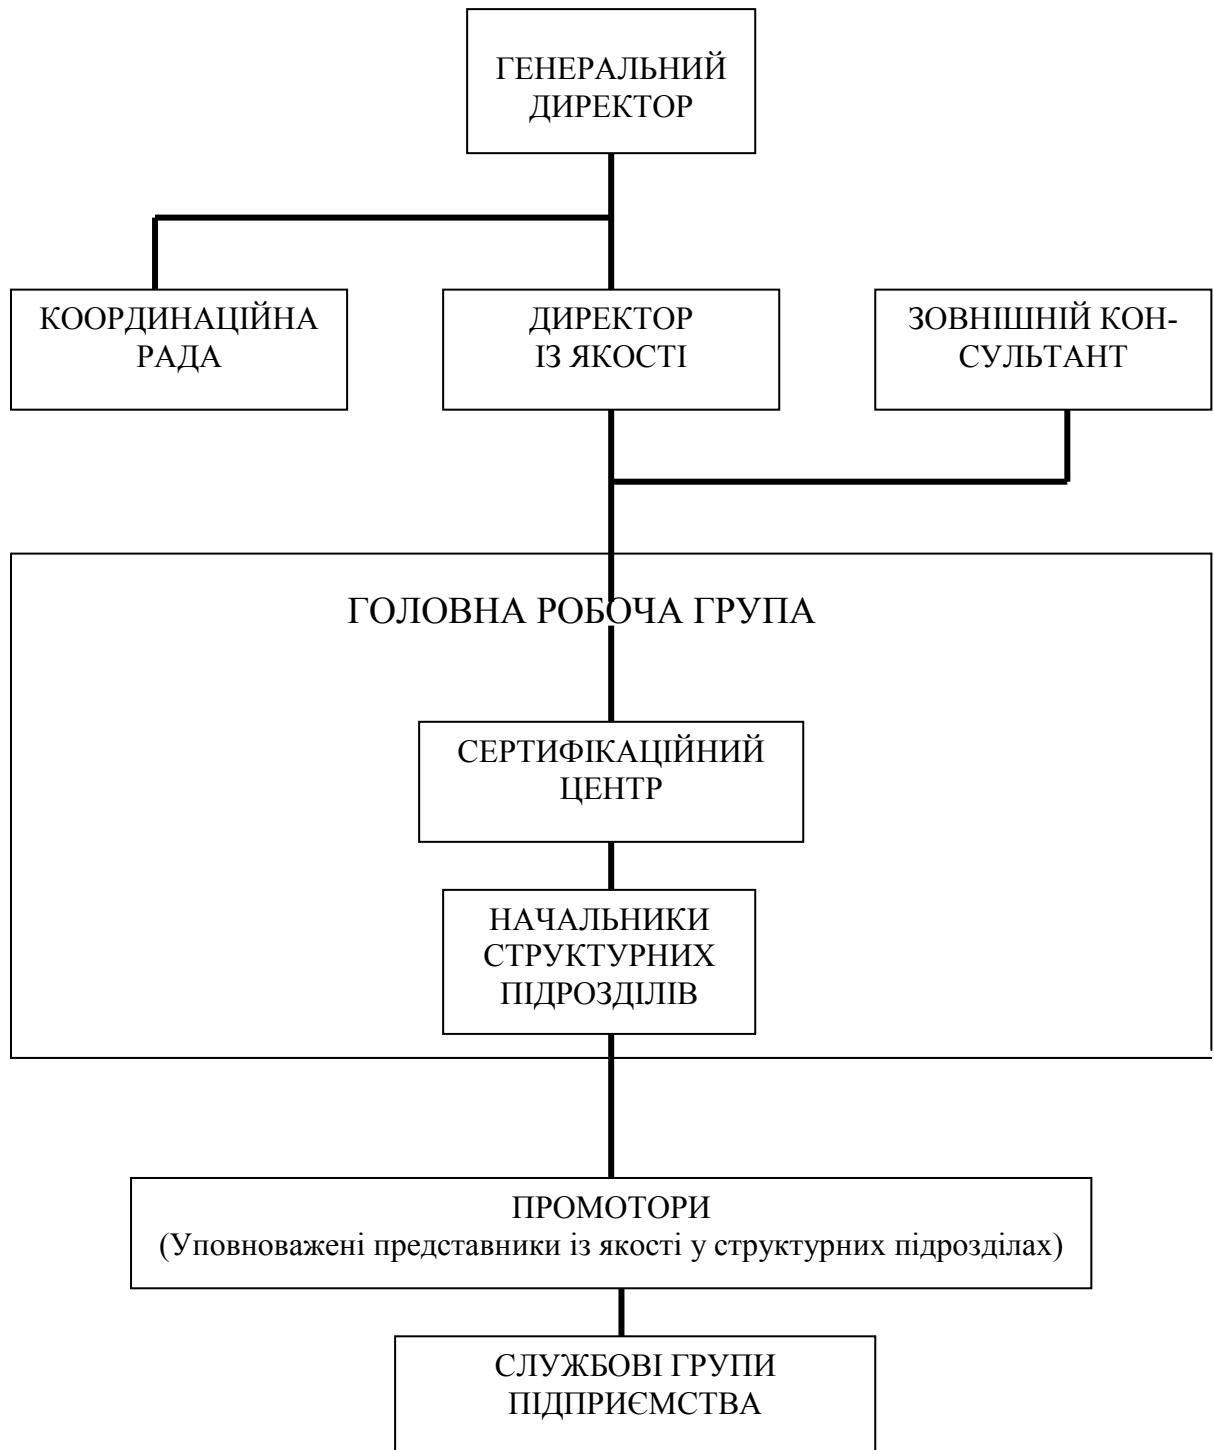 ГЕНЕРАЛЬНИЙ
ДИРЕКТОР
КООРДИНАЦІЙНА
РАДА
ДИРЕКТОР
ІЗ ЯКОСТІ
ЗОВНІШНІЙ КОН-
СУЛЬТАНТ
ГОЛОВНА РОБОЧА ГРУПА
СЕРТИФІКАЦІЙНИЙ
ЦЕНТР
НАЧАЛЬНИКИ
СТРУКТУРНИХ
ПІДРОЗДІЛІВ
ПРОМОТОРИ
(Уповноважені представники із якості у структурних підрозділах)
СЛУЖБОВІ ГРУПИ
ПІДПРИЄМСТВА